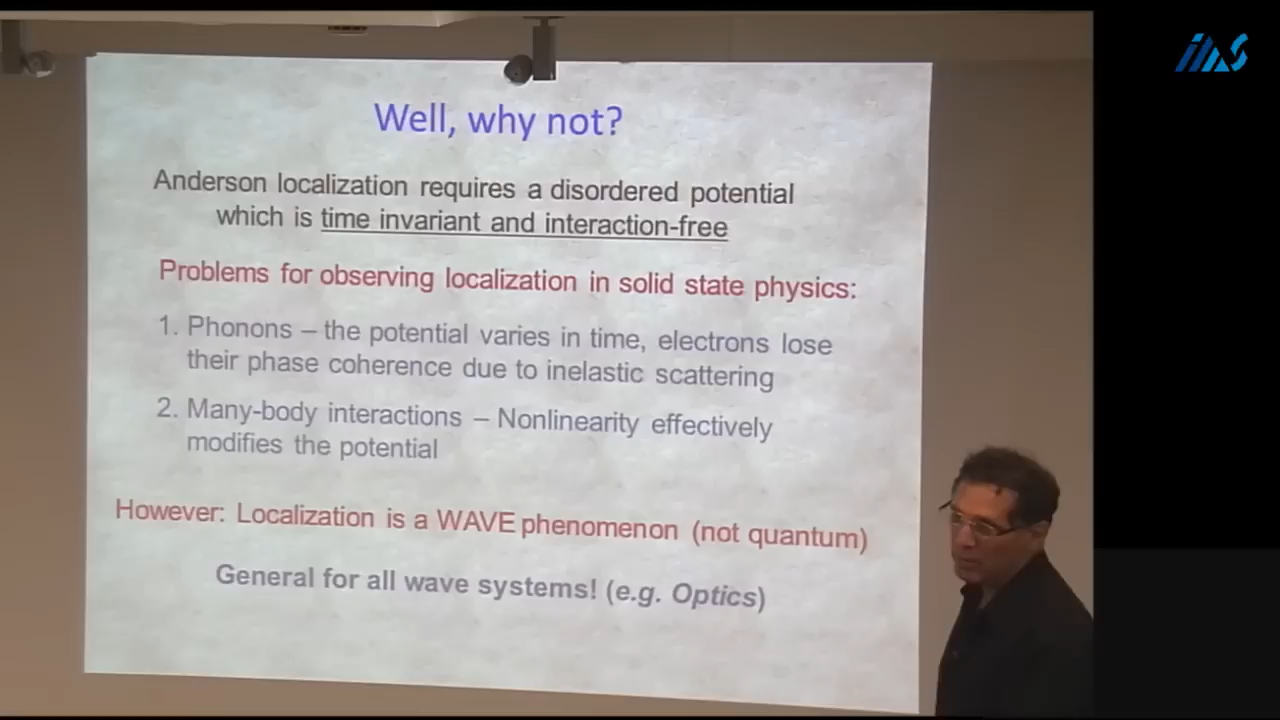 Well, why not?
Anderson localization requires a disordered potential
which is time invariant and interaction-free
Problems for observing localization in solid state physics:
1. Phonons – the potential varies in time, electrons lose
their phase coherence due to inelastic scattering
2. Many-body interactions – Nonlinearity effectively
modifies the potential
However: Localization is a WAVE phenomenon (not quantum)
General for all wave systems! (e.g. Optics)